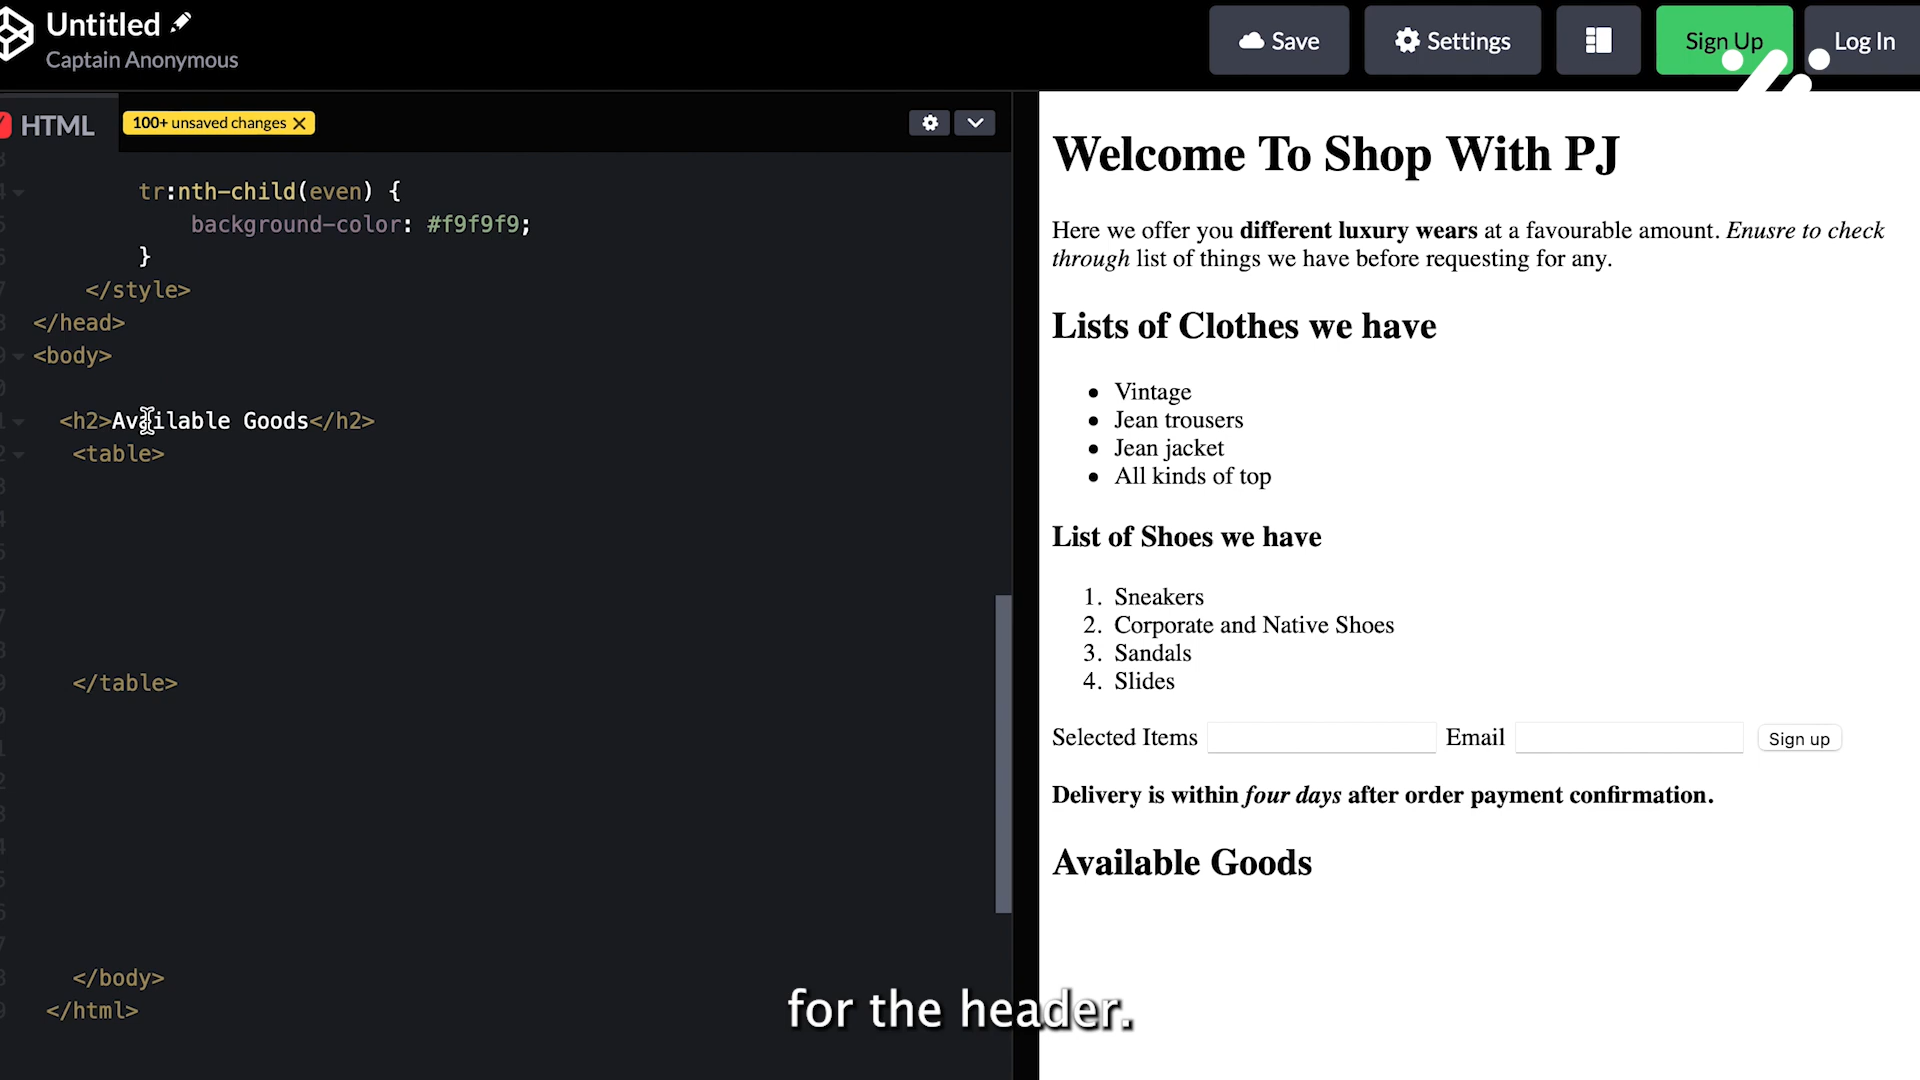 Untitled
Captain Anonymous
Save
Settings
Sign Up
Log In
HTML
100+ unsaved changes
tr:nth-child(even) {
background-color: #f9f9f9;
}
</style>
</head>
<body>
<h2>Available Goods</h2>
<table>
</table>
</body>
</html>
Welcome To Shop With PJ
Here we offer you different luxury wears at a favourable amount. Enusre to check
through list of things we have before requesting for any.
Lists of Clothes we have
Vintage
Jean trousers
Jean jacket
All kinds of top
List of Shoes we have
1. Sneakers
2. Corporate and Native Shoes
3. Sandals
4. Slides
Selected Items Email Sign up
Delivery is within four days after order payment confirmation.
Available Goods
for the header.